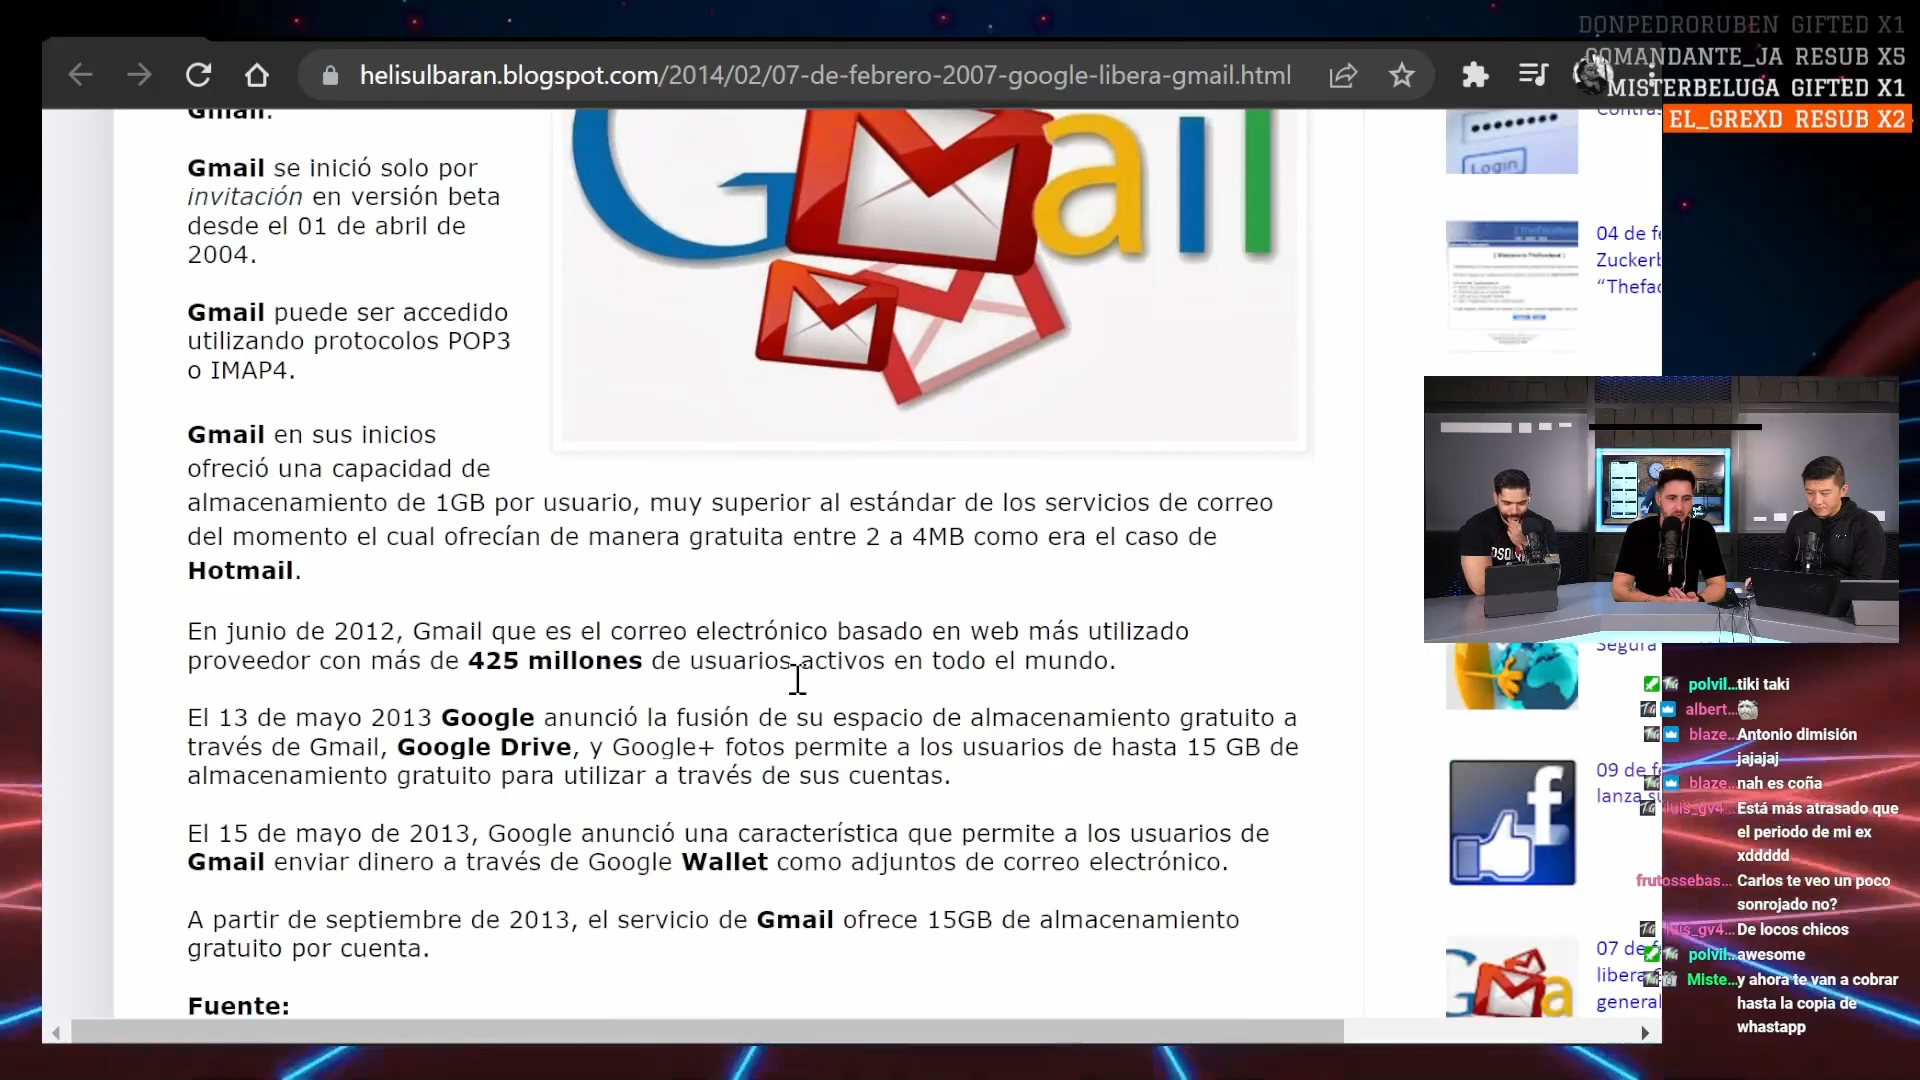 DONPEDRORUBEN GIFTED X1
COMANDANTE_JA RESUB X5
MISTERBELUGA GIFTED X1
EL_GREXD RESUB X2
helisulbaran.blogspot.com/2014/02/07-de-febrero-2007-google-libera-gmail.html
Gmail.
Gmail se inició solo por
invitación en versión beta
desde el 01 de abril de
2004.
Gmail puede ser accedido
utilizando protocolos POP3
o IMAP4.
Gmail en sus inicios
ofreció una capacidad de
almacenamiento de 1GB por usuario, muy superior al estándar de los servicios de correo
del momento el cual ofrecían de manera gratuita entre 2 a 4MB como era el caso de
Hotmail.
En junio de 2012, Gmail que es el correo electrónico basado en web más utilizado
proveedor con más de 425 millones de usuarios activos en todo el mundo.
El 13 de mayo 2013 Google anunció la fusión de su espacio de almacenamiento gratuito a
través de Gmail, Google Drive, y Google+ fotos permite a los usuarios de hasta 15 GB de
almacenamiento gratuito para utilizar a través de sus cuentas.
El 15 de mayo de 2013, Google anunció una característica que permite a los usuarios de
Gmail enviar dinero a través de Google Wallet como adjuntos de correo electrónico.
A partir de septiembre de 2013, el servicio de Gmail ofrece 15GB de almacenamiento
gratuito por cuenta.
Fuente:
Gmail
Login
04 de fe
Zuckerb
“Thefac
Segura
09 de fe
lanza su
07 de fe
libera
general
polvil...tiki taki
albert...
blaze...Antonio dimisión
jajajaj
blaze...nah es coña
luis_gv4...Está más atrasado que
el periodo de mi ex
xddddd
frutossebas... Carlos te veo un poco
sonrojado no?
luis_gv4...De locos chicos
polvil...awesome
Miste...y ahora te van a cobrar
hasta la copia de
whastapp